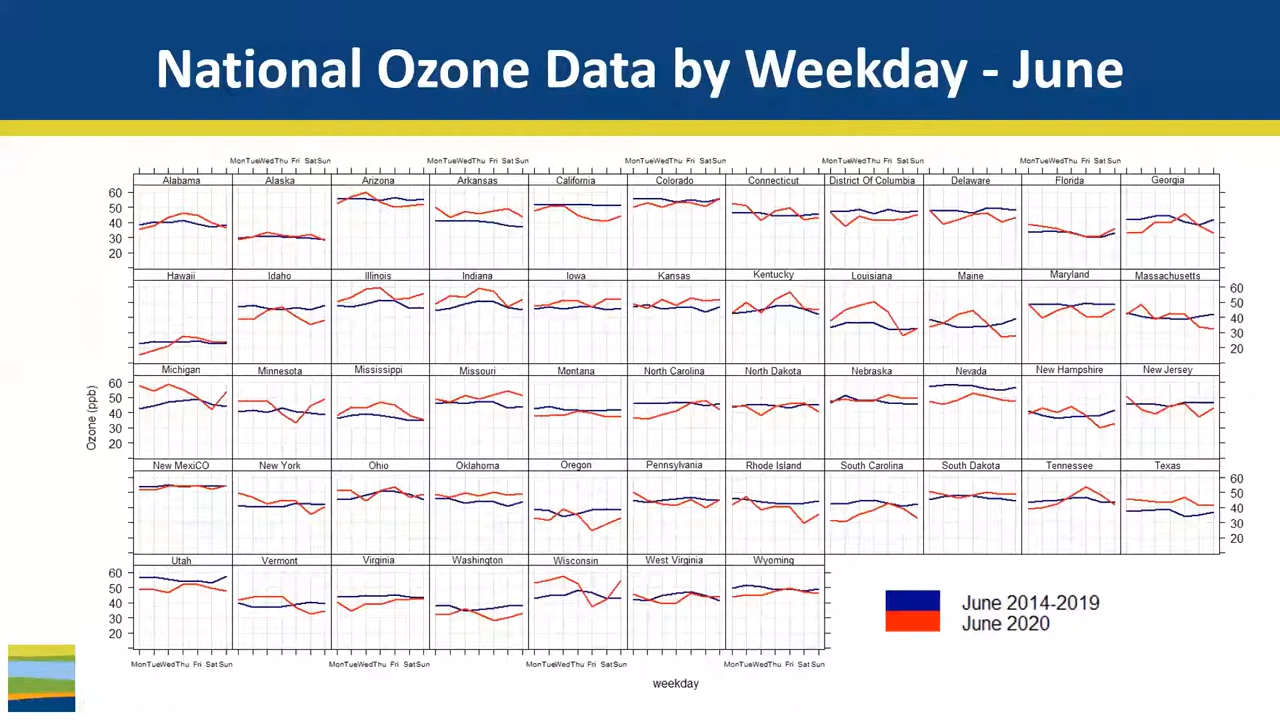 National Ozone Data by Weekday - June
MonTueWedThu Fri SatSun MonTueWedThu Fri SatSun MonTueWedThu Fri SatSun MonTueWedThu Fri SatSun MonTueWedThu Fri SatSun
Alabama Alaska Arizona Arkansas California Colorado Connecticut District Of Columbia Delaware Florida Georgia
60
50
40
30
20
Hawaii Idaho Illinois Indiana Iowa Kansas Kentucky Louisiana Maine Maryland Massachusetts
60
50
40
30
20
Michigan Minnesota Mississippi Missouri Montana North Carolina North Dakota Nebraska Nevada New Hampshire New Jersey
60
50
40
30
20
Ozone (ppb)
New MexiCO New York Ohio Oklahoma Oregon Pennsylvania Rhode Island South Carolina South Dakota Tennessee Texas
60
50
40
30
20
Utah Vermont Virginia Washington Wisconsin West Virginia Wyoming
60
50
40
30
20
MonTueWedThu Fri SatSun MonTueWedThu Fri SatSun MonTueWedThu Fri SatSun MonTueWedThu Fri SatSun
weekday
June 2014-2019
June 2020